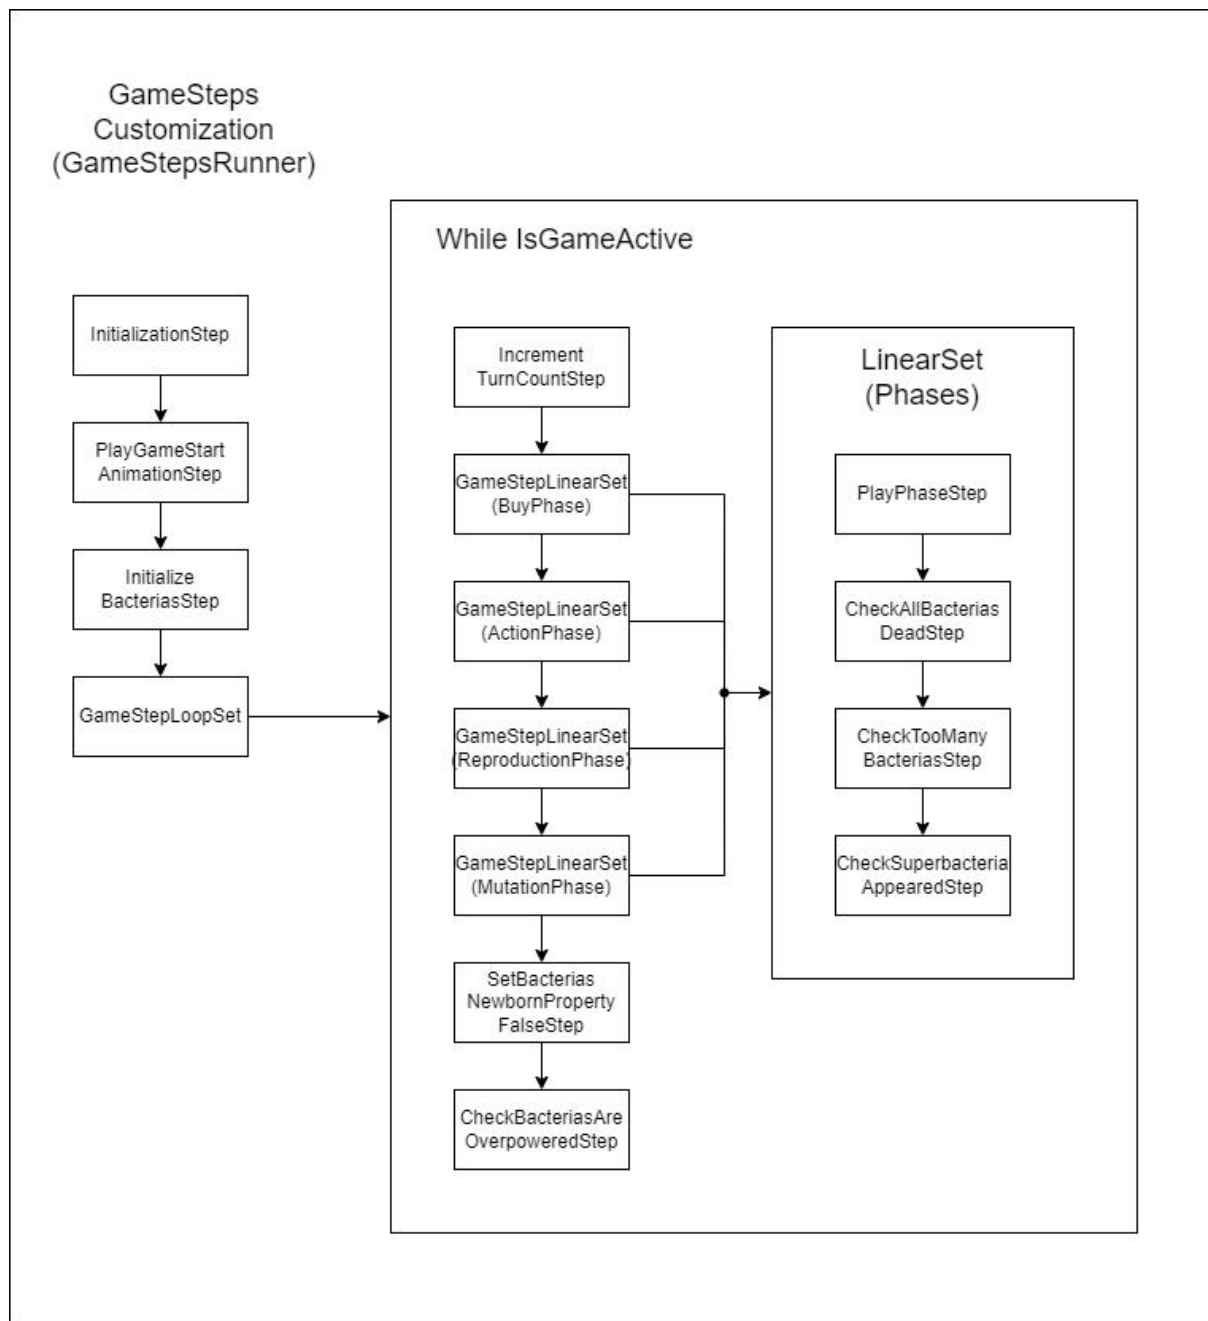 GameSteps
Customization
(GameStepsRunner)
InitializationStep
PlayGameStart
AnimationStep
Initialize
BacteriasStep
GameStepLoopSet
While IsGameActive
Increment
TurnCountStep
GameStepLinearSet
(BuyPhase)
GameStepLinearSet
(ActionPhase)
GameStepLinearSet
(ReproductionPhase)
GameStepLinearSet
(MutationPhase)
SetBacterias
NewbornProperty
FalseStep
CheckBacteriasAre
OverpoweredStep
LinearSet
(Phases)
PlayPhaseStep
CheckAllBacterias
DeadStep
CheckTooMany
BacteriasStep
CheckSuperbacteria
AppearedStep